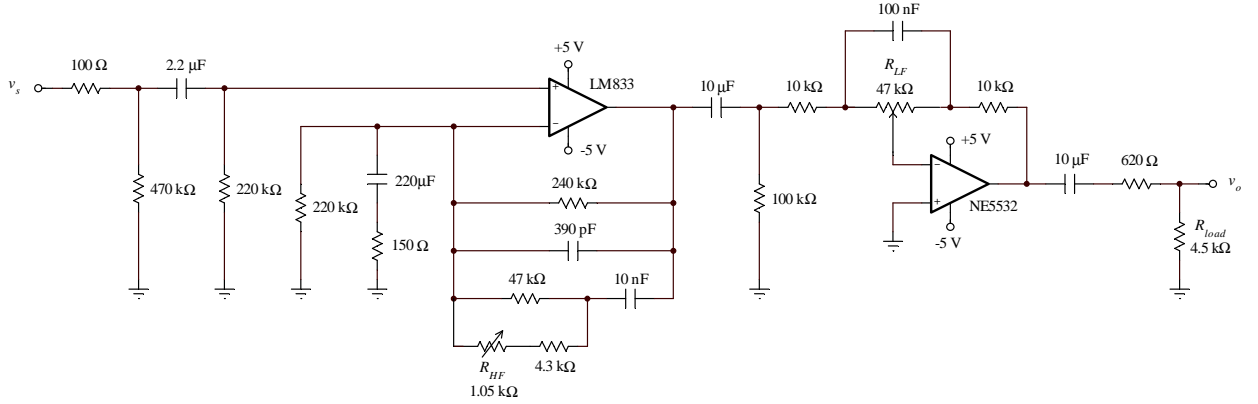 100 nF
+5 V
R_LF
100 Ω
2.2 µF
LM833
10 µF
10 kΩ
47 kΩ
10 kΩ
v_s
+
−
-5 V
+5 V
−
+
10 µF
620 Ω
v_o
NE5532
-5 V
470 kΩ
220 kΩ
220 kΩ
220µF
150 Ω
240 kΩ
390 pF
100 kΩ
R_load
4.5 kΩ
47 kΩ
10 nF
R_HF
4.3 kΩ
1.05 kΩ